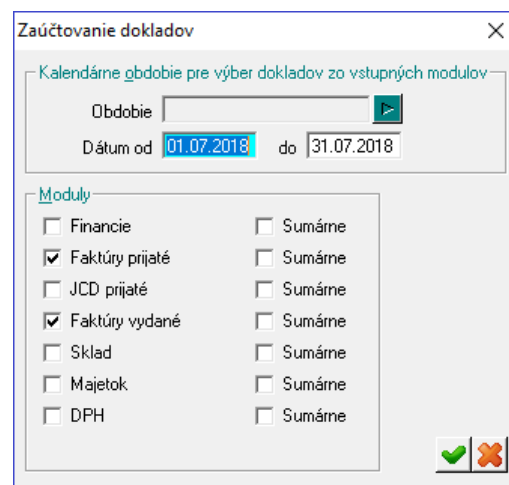 Zaúčtovanie dokladov
Kalendárne obdobie pre výber dokladov zo vstupných modulov
Obdobie
Dátum od 01.07.2018 do 31.07.2018
Moduly
Financie Sumárne
Faktúry prijaté Sumárne
JCD prijaté Sumárne
Faktúry vydané Sumárne
Sklad Sumárne
Majetok Sumárne
DPH Sumárne